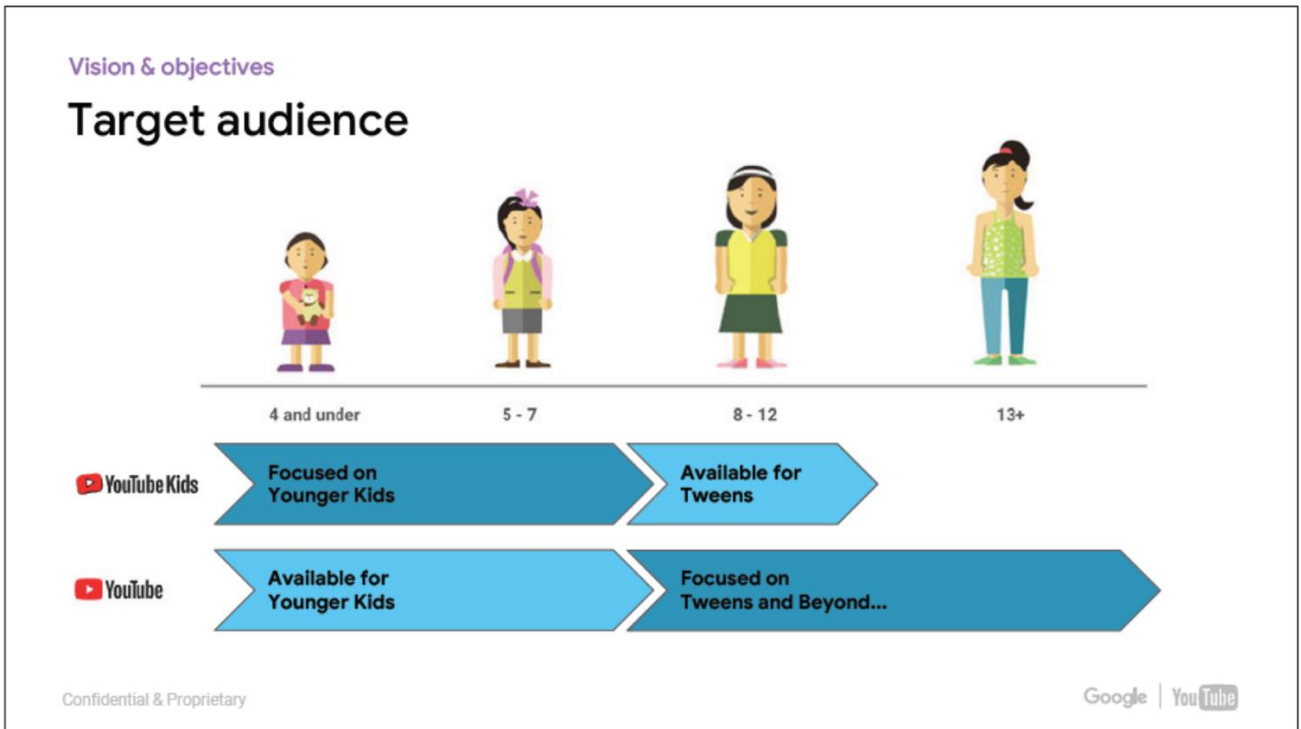 Vision & objectives
Target audience
4 and under
5 - 7
8 - 12
13+
YouTube Kids
Focused on
Younger Kids
Available for
Tweens
YouTube
Available for
Younger Kids
Focused on
Tweens and Beyond...
Confidential & Proprietary
Google | YouTube